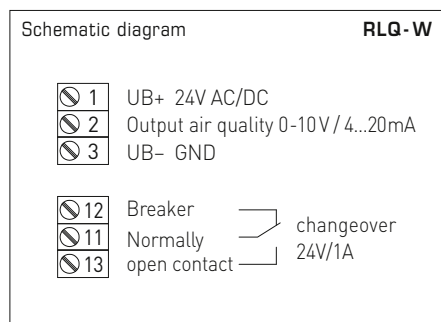 Schematic diagram RLQ-W
1 UB+ 24V AC/DC
2 Output air quality 0-10V / 4...20mA
3 UB– GND
12 Breaker
changeover
11 Normally
24V/1A
13 open contact